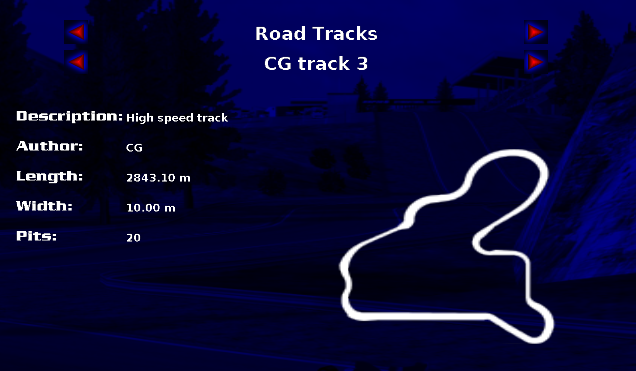 Road Tracks
CG track 3
Description: High speed track
Author: CG
Length: 2843.10 m
Width: 10.00 m
Pits: 20